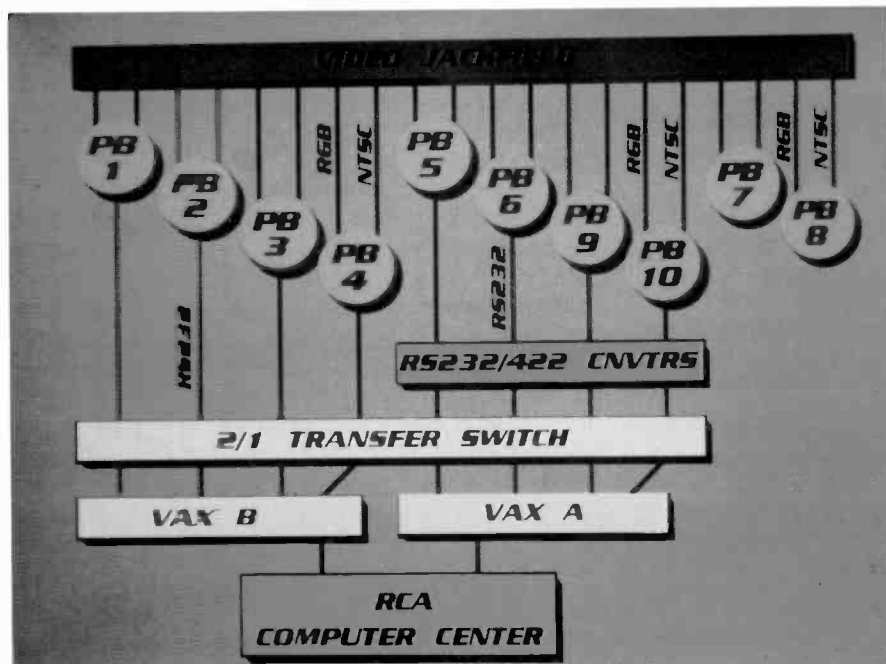 VIDEO JACKFIELD
PB
1
PB
2
PB
3
RGB
NTSC
PB
4
PB
5
PB
6
PB
9
RGB
NTSC
PB
10
PB
7
RGB
NTSC
PB
8
RS232
RS232/422 CNVTRS
2/1 TRANSFER SWITCH
VAX B
VAX A
RCA
COMPUTER CENTER